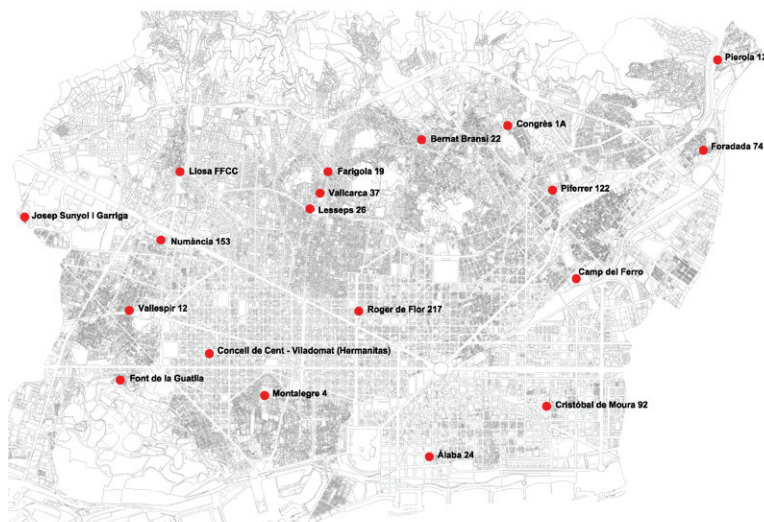 Pierola 12
Congrès 1A
Bernat Bransi 22
Foradada 74
Llosa FFCC
Farigola 19
Piferrer 122
Vallcarca 37
Lesseps 26
Josep Sunyol i Garriga
Numància 153
Camp del Ferro
Vallespir 12
Roger de Flor 217
Concell de Cent - Viladomat (Hermanitas)
Font de la Guatlla
Montalegre 4
Cristóbal de Moura 92
Àlaba 24